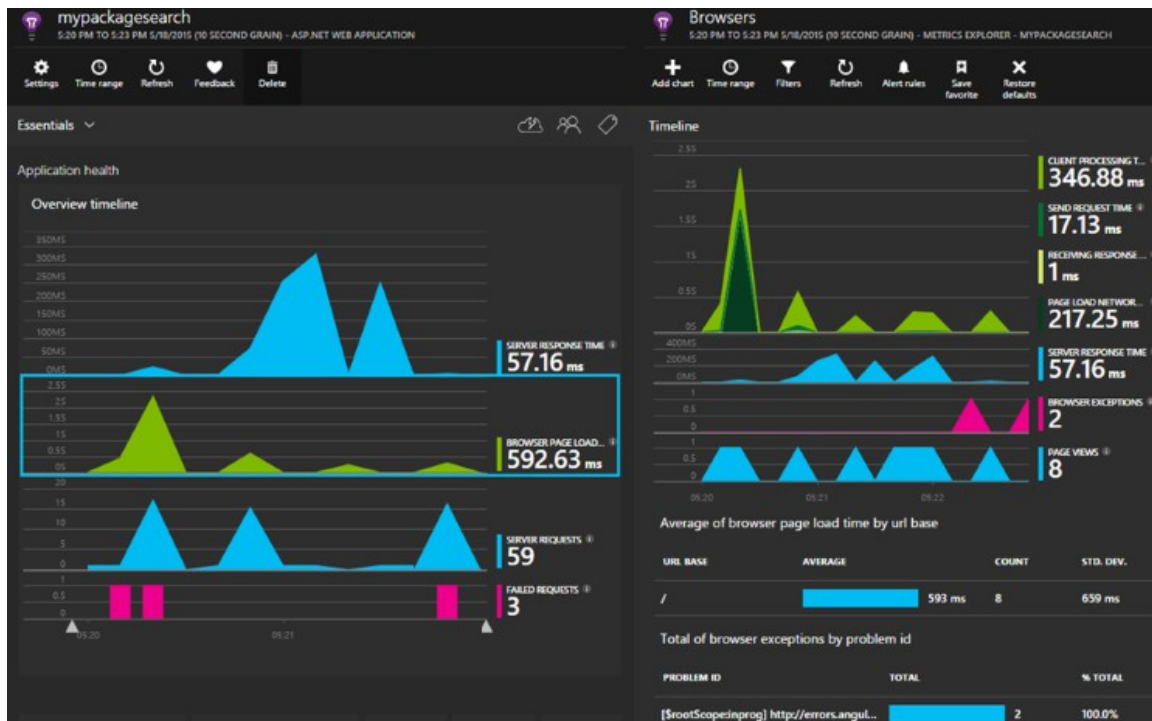 mypackagesearch
5:20 PM TO 5:23 PM 5/18/2015 (10 SECOND GRAIN) - ASP.NET WEB APPLICATION
Settings
Time range
Refresh
Feedback
Delete
Essentials
Application health
Overview timeline
350MS
300MS
250MS
200MS
150MS
100MS
50MS
0MS
SERVER RESPONSE TIME
57.16 ms
2.5S
2S
1.5S
1S
0.5S
0S
BROWSER PAGE LOAD...
592.63 ms
20
15
10
5
0
SERVER REQUESTS
59
1
0.5
0
FAILED REQUESTS
3
05:20
05:21
Browsers
5:20 PM TO 5:23 PM 5/18/2015 (10 SECOND GRAIN) - METRICS EXPLORER - MYPACKAGESEARCH
Add chart
Time range
Filters
Refresh
Alert rules
Save favorite
Restore defaults
Timeline
2.5S
2S
1.5S
1S
0.5S
0S
CLIENT PROCESSING T...
346.88 ms
SEND REQUEST TIME
17.13 ms
RECEIVING RESPONSE...
1 ms
PAGE LOAD NETWOR...
217.25 ms
400MS
200MS
0MS
SERVER RESPONSE TIME
57.16 ms
1
0.5
0
BROWSER EXCEPTIONS
2
1
0.5
0
PAGE VIEWS
8
05:20
05:21
05:22
Average of browser page load time by url base
URL BASE AVERAGE COUNT STD. DEV.
/ 593 ms 8 659 ms
Total of browser exceptions by problem id
PROBLEM ID TOTAL % TOTAL
[$rootScope:inprog] http://errors.angul... 2 100.0%